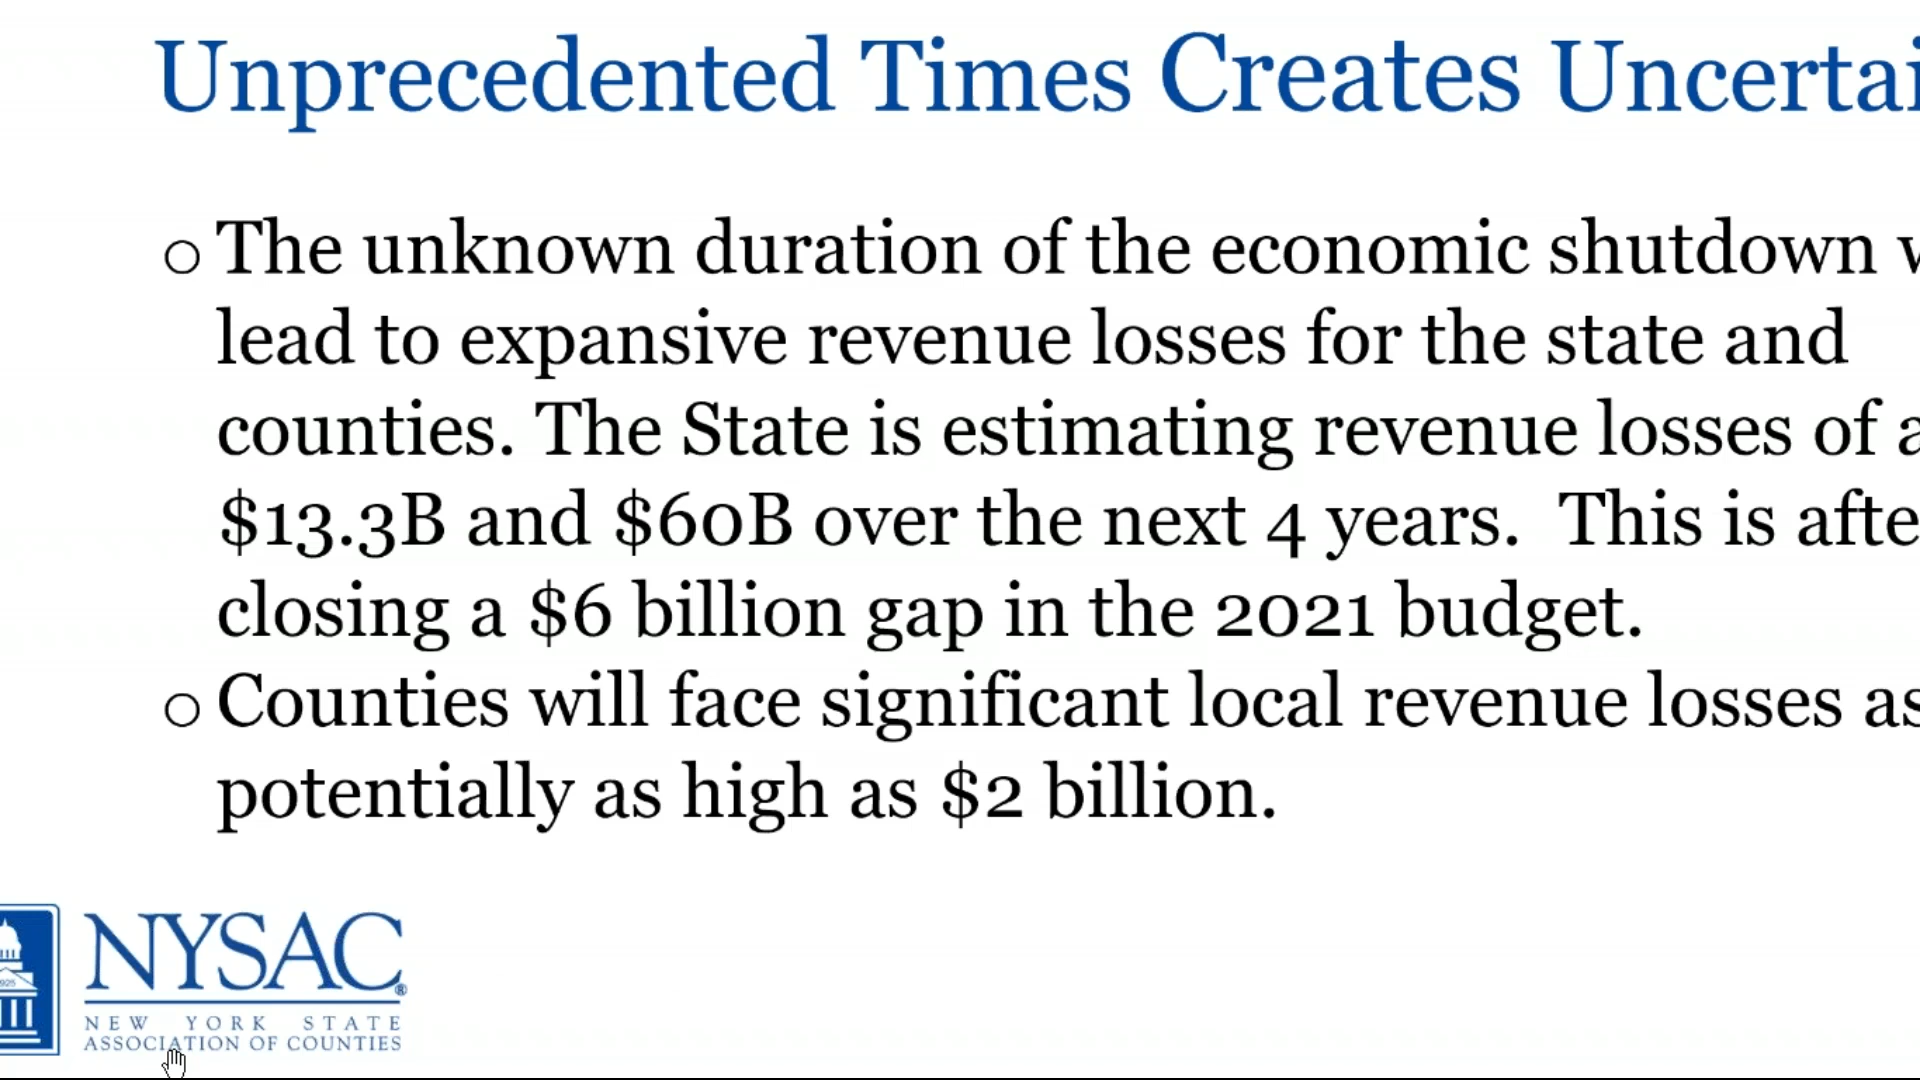 Unprecedented Times Creates Uncertai
o The unknown duration of the economic shutdown
lead to expansive revenue losses for the state and
counties. The State is estimating revenue losses of a
$13.3B and $60B over the next 4 years. This is afte
closing a $6 billion gap in the 2021 budget.
o Counties will face significant local revenue losses as
potentially as high as $2 billion.
1925
NYSAC®
NEW YORK STATE
ASSOCIATION OF COUNTIES